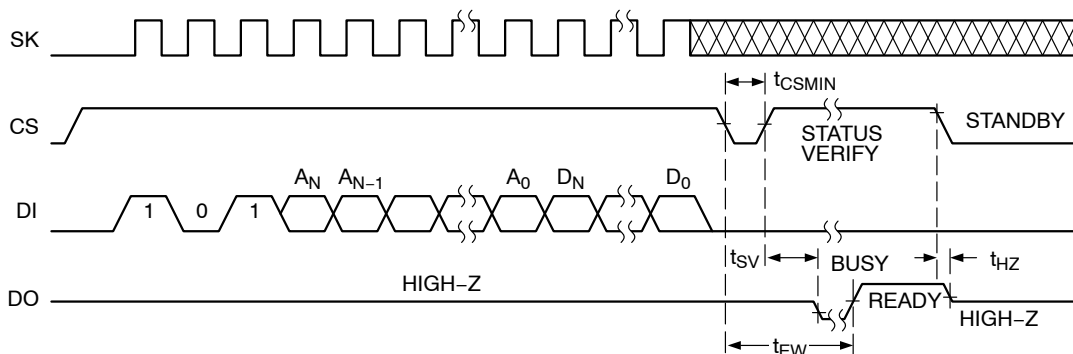 SK
t_CSMIN
CS
STATUS
VERIFY
STANDBY
A_N A_N−1 A_0 D_N D_0
DI
1 0 1
t_SV
BUSY
t_HZ
HIGH−Z
DO
READY
HIGH−Z
t_EW